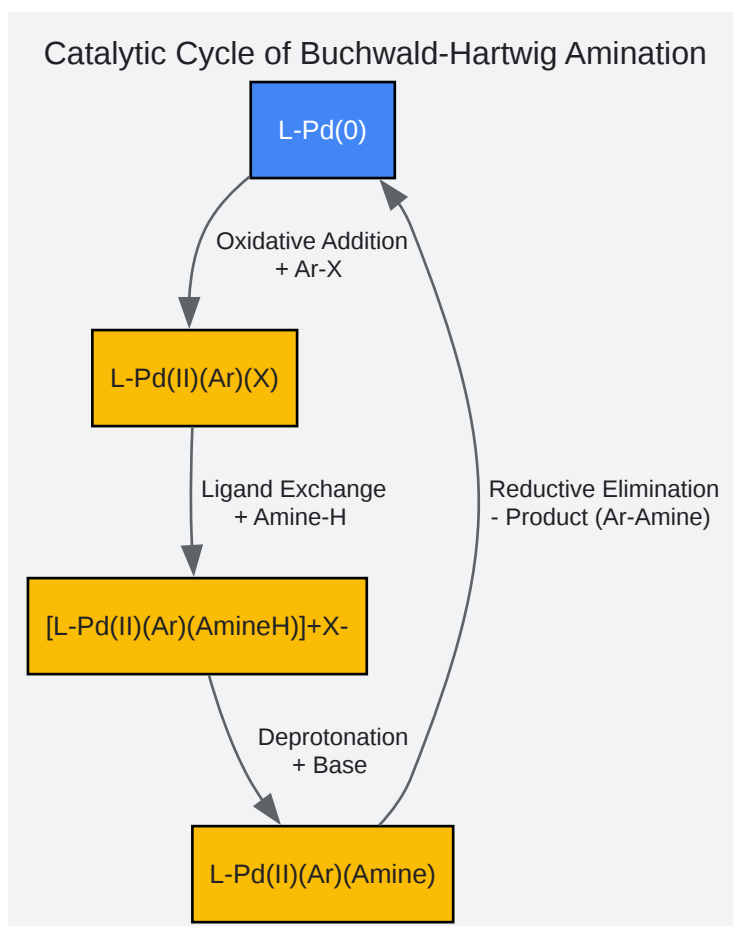 Catalytic Cycle of Buchwald-Hartwig Amination
L-Pd(0)
Oxidative Addition
+ Ar-X
L-Pd(II)(Ar)(X)
Ligand Exchange
+ Amine-H
Reductive Elimination
- Product (Ar-Amine)
[L-Pd(II)(Ar)(AmineH)]+X-
Deprotonation
+ Base
L-Pd(II)(Ar)(Amine)